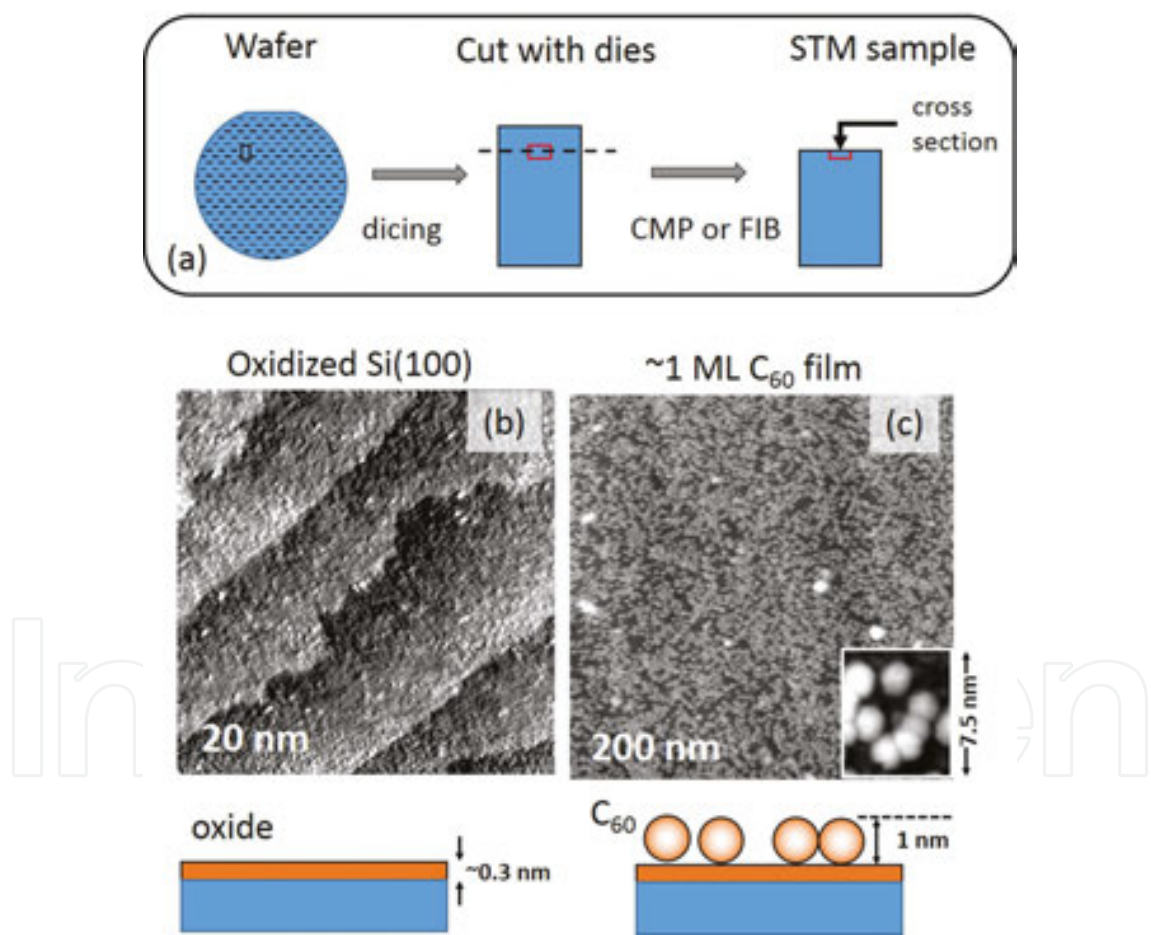 Wafer
Cut with dies
STM sample
cross
section
dicing
CMP or FIB
(a)
Oxidized Si(100)
~1 ML C₆₀ film
(b)
(c)
20 nm
200 nm
7.5 nm
oxide
~0.3 nm
C₆₀
1 nm